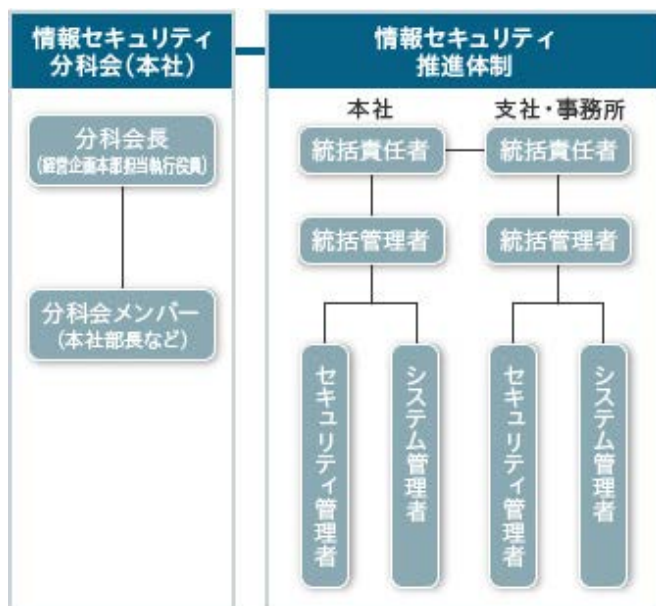 情報セキュリティ
分科会(本社)
分科会長
(経営企画本部担当執行役員)
分科会メンバー
(本社部長など)
情報セキュリティ
推進体制
本社
支社・事務所
統括責任者
統括責任者
統括管理者
統括管理者
セキュリティ管理者
システム管理者
セキュリティ管理者
システム管理者